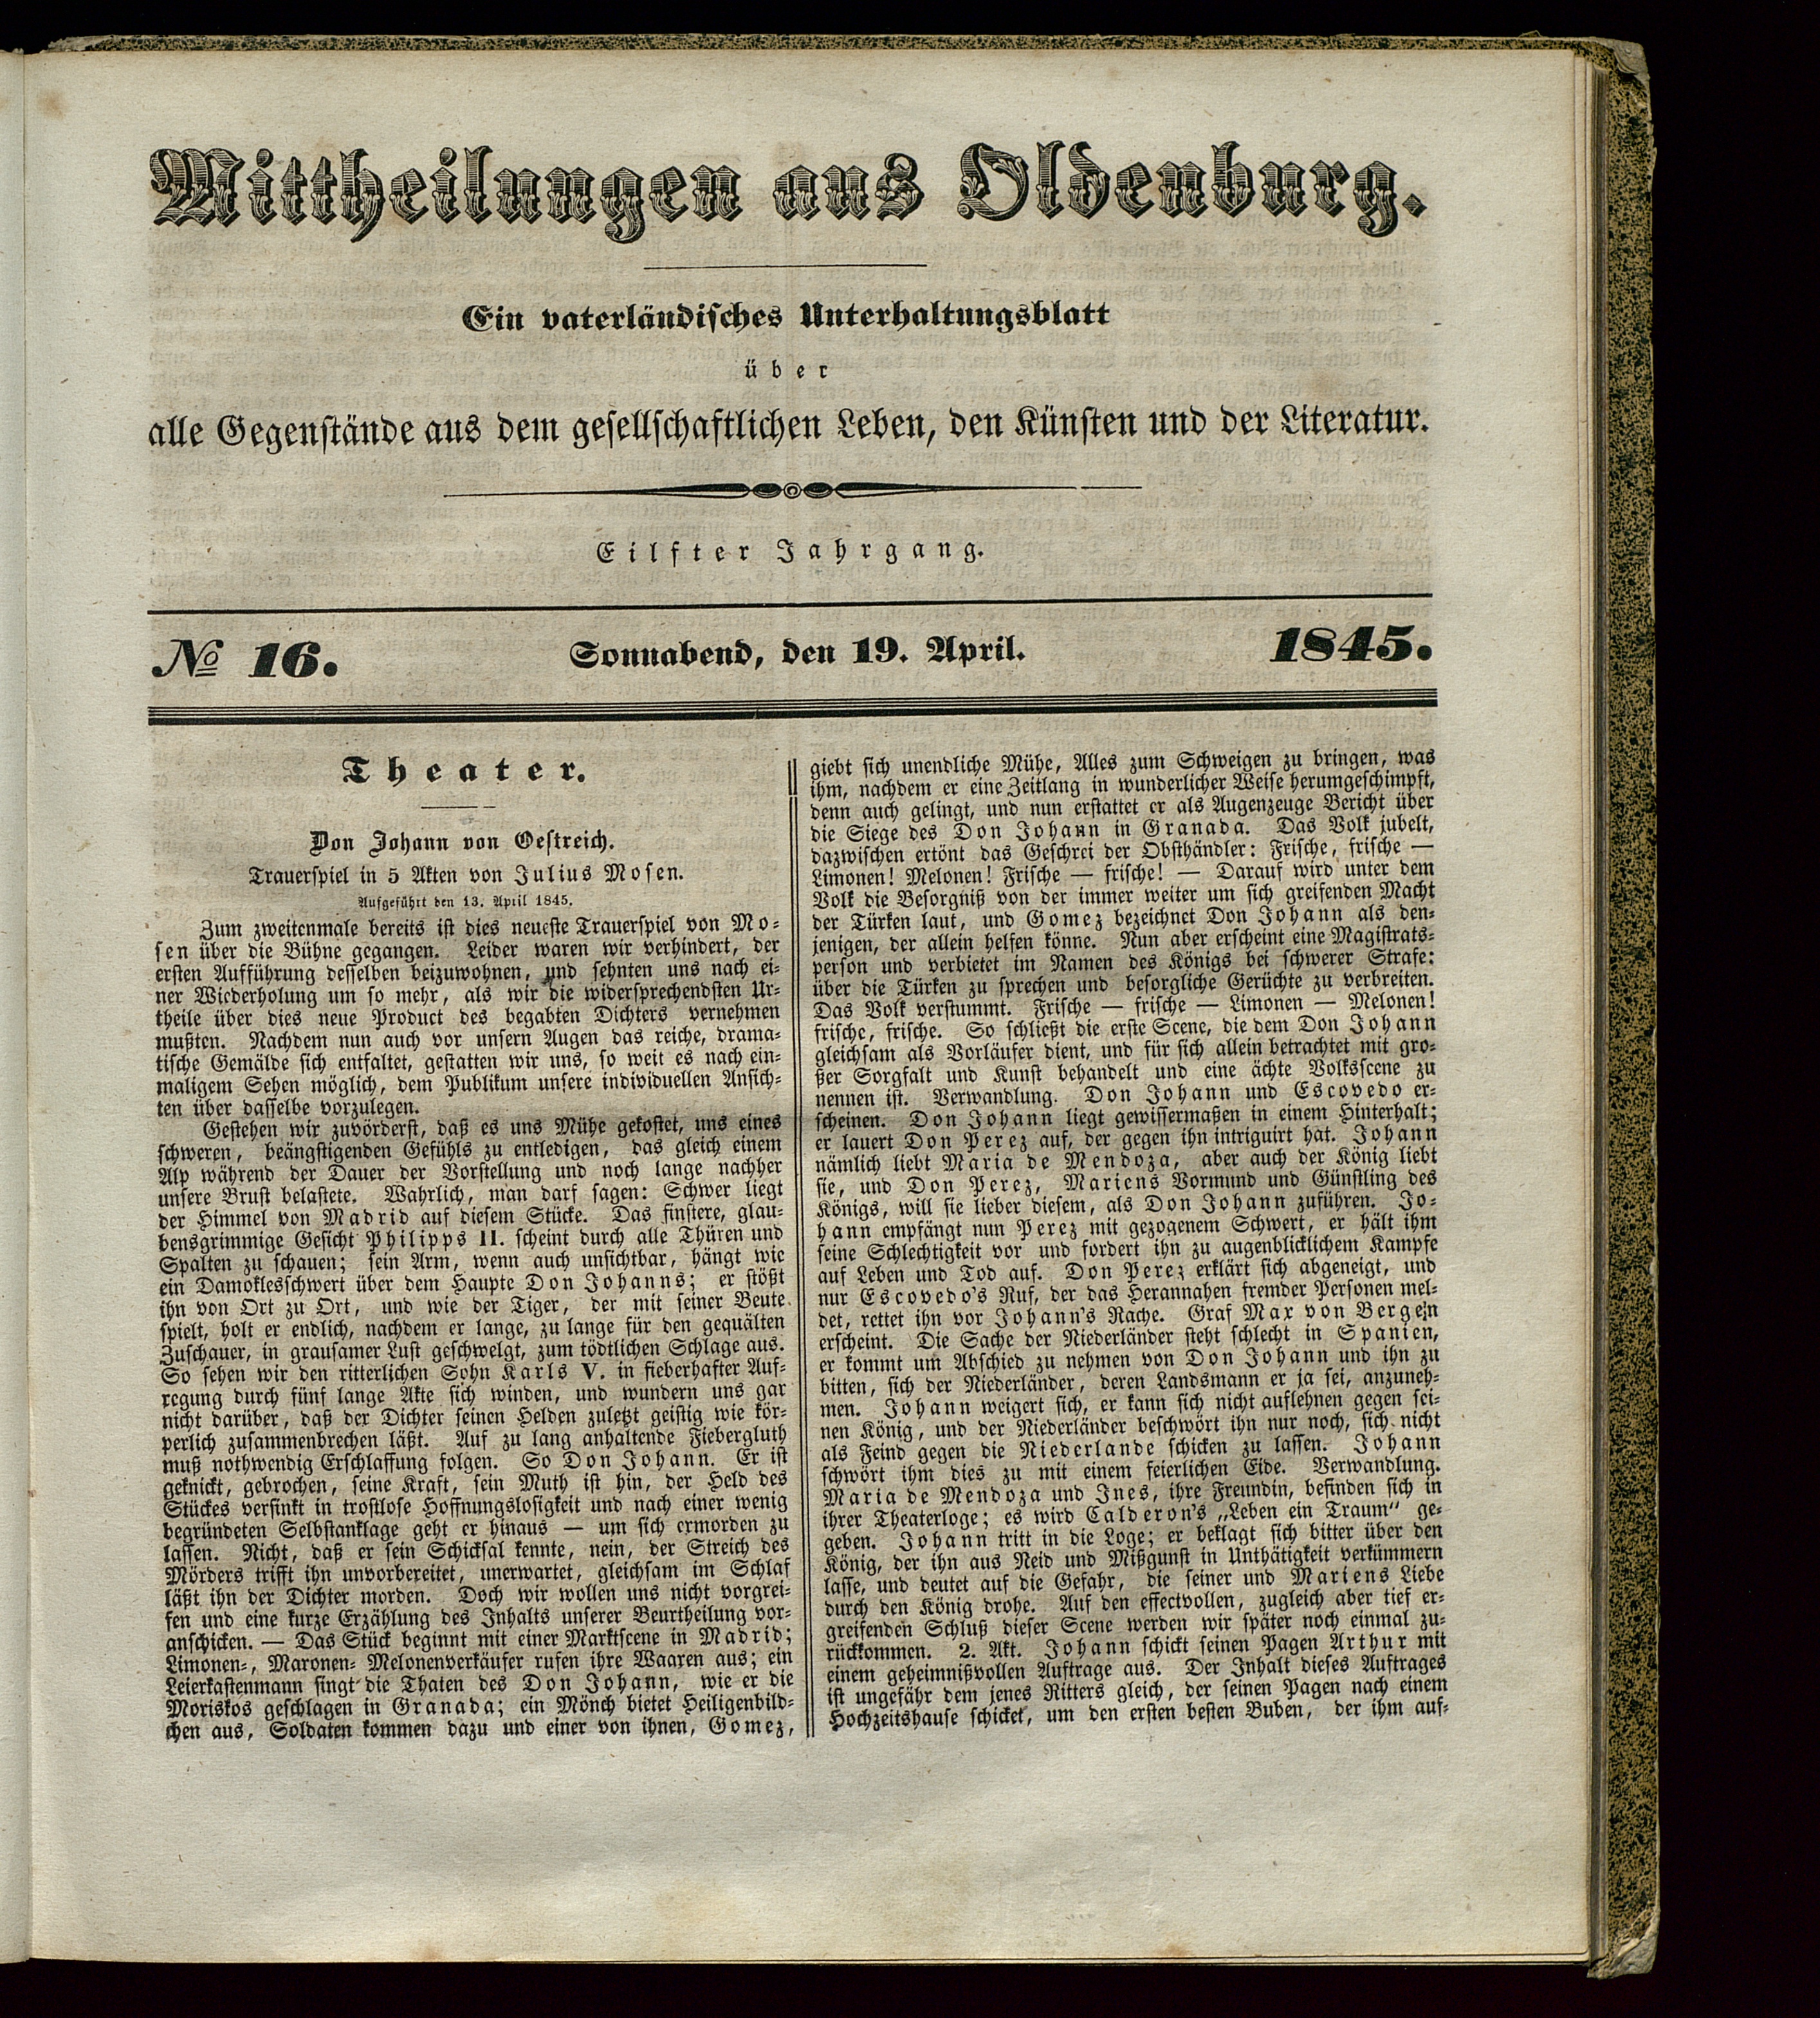 Mittheilungen aus Oldenburg.
Ein vaterländisches Unterhaltungsblatt
über
alle Gegenstände aus dem gesellschaftlichen Leben, den Künsten und der Literatur.
Eilfter Jahrgang.
No 16. Sonnabend, den 19. April. 1845.
Theater.
Don Johann von Oestreich.
Trauerspiel in 5 Akten von Julius Mosen.
Aufgeführt den 13. April 1845.
Zum zweitenmale bereits ist dies neueste Trauerspiel von Mo-
sen über die Bühne gegangen. Leider waren wir verhindert, der
ersten Aufführung desselben beizuwohnen, und sehnten uns nach ei-
ner Wiederholung um so mehr, als wir die widersprechendsten Ur-
theile über dies neue Product des begabten Dichters vernehmen
mußten. Nachdem nun auch vor unsern Augen das reiche, drama-
tische Gemälde sich entfaltet, gestatten wir uns, so weit es nach ein-
maligem Sehen möglich, dem Publikum unsere individuellen Ansich-
ten über dasselbe vorzulegen.
Gestehen wir zuvörderst, daß es uns Mühe gekostet, uns eines
schweren, beängstigenden Gefühls zu entledigen, das gleich einem
Alp während der Dauer der Vorstellung und noch lange nachher
unsere Brust belastete. Wahrlich, man darf sagen: Schwer liegt
der Himmel von Madrid auf diesem Stücke. Das finstere, glau-
bensgrimmige Gesicht Philipps II. scheint durch alle Thüren und
Spalten zu schauen; sein Arm, wenn auch unsichtbar, hängt wie
ein Damoklesschwert über dem Haupte Don Johanns; er stößt
ihn von Ort zu Ort, und wie der Tiger, der mit seiner Beute
spielt, holt er endlich, nachdem er lange, zu lange für den gequälten
Zuschauer, in grausamer Lust geschwelgt, zum tödtlichen Schlage aus.
So sehen wir den ritterlichen Sohn Karls V. in fieberhafter Auf-
regung durch fünf lange Akte sich winden, und wundern uns gar
nicht darüber, daß der Dichter seinen Helden zuletzt geistig wie kör-
perlich zusammenbrechen läßt. Auf zu lang anhaltende Fiebergluth
muß nothwendig Erschlaffung folgen. So Don Johann. Er ist
geknickt, gebrochen, seine Kraft, sein Muth ist hin, der Held des
Stückes versinkt in trostlose Hoffnungslosigkeit und nach einer wenig
begründeten Selbstanklage geht er hinaus — um sich ermorden zu
lassen. Nicht, daß er sein Schicksal kennte, nein, der Streich des
Mörders trifft ihn unvorbereitet, unerwartet, gleichsam im Schlaf
läßt ihn der Dichter morden. Doch wir wollen uns nicht vorgrei-
fen und eine kurze Erzählung des Inhalts unserer Beurtheilung vor-
anschicken. — Das Stück beginnt mit einer Marktscene in Madrid;
Limonen-, Maronen- Melonenverkäufer rufen ihre Waaren aus; ein
Leierkastenmann singt die Thaten des Don Johann, wie er die
Moriskos geschlagen in Granada; ein Mönch bietet Heiligenbild-
chen aus, Soldaten kommen dazu und einer von ihnen, Gomez,
giebt sich unendliche Mühe, Alles zum Schweigen zu bringen, was
ihm, nachdem er eine Zeitlang in wunderlicher Weise herumgeschimpft,
denn auch gelingt, und nun erstattet er als Augenzeuge Bericht über
die Siege des Don Johann in Granada. Das Volk jubelt,
dazwischen ertönt das Geschrei der Obsthändler: Frische, frische —
Limonen! Melonen! Frische — frische! — Darauf wird unter dem
Volk die Besorgniß von der immer weiter um sich greifenden Macht
der Türken laut, und Gomez bezeichnet Don Johann als den-
jenigen, der allein helfen könne. Nun aber erscheint eine Magistrats-
person und verbietet im Namen des Königs bei schwerer Strafe:
über die Türken zu sprechen und besorgliche Gerüchte zu verbreiten.
Das Volk verstummt. Frische — frische — Limonen — Melonen!
frische, frische. So schließt die erste Scene, die dem Don Johann
gleichsam als Vorläufer dient, und für sich allein betrachtet mit gro-
ßer Sorgfalt und Kunst behandelt und eine ächte Volksscene zu
nennen ist. Verwandlung. Don Johann und Escovedo er-
scheinen. Don Johann liegt gewissermaßen in einem Hinterhalt;
er lauert Don Perez auf, der gegen ihn intriguirt hat. Johann
nämlich liebt Maria de Mendoza, aber auch der König liebt
sie, und Don Perez, Mariens Vormund und Günstling des
Königs, will sie lieber diesem, als Don Johann zuführen. Jo-
hann empfängt nun Perez mit gezogenem Schwert, er hält ihm
seine Schlechtigkeit vor und fordert ihn zu augenblicklichem Kampfe
auf Leben und Tod auf. Don Perez erklärt sich abgeneigt, und
nur Escovedo's Ruf, der das Herannahen fremder Personen mel-
det, rettet ihn vor Johann's Rache. Graf Max von Bergen
erscheint. Die Sache der Niederländer steht schlecht in Spanien,
er kommt um Abschied zu nehmen von Don Johann und ihn zu
bitten, sich der Niederländer, deren Landsmann er ja sei, anzuneh-
men. Johann weigert sich, er kann sich nicht auflehnen gegen sei-
nen König, und der Niederländer beschwört ihn nur noch, sich nicht
als Feind gegen die Niederlande schicken zu lassen. Johann
schwört ihm dies zu mit einem feierlichen Eide. Verwandlung.
Maria de Mendoza und Ines, ihre Freundin, befinden sich in
ihrer Theaterloge; es wird Calderon's „Leben ein Traum“ ge-
geben. Johann tritt in die Loge; er beklagt sich bitter über den
König, der ihn aus Neid und Mißgunst in Unthätigkeit verkümmern
lasse, und deutet auf die Gefahr, die seiner und Mariens Liebe
durch den König drohe. Auf den effectvollen, zugleich aber tief er-
greifenden Schluß dieser Scene werden wir später noch einmal zu-
rückkommen. 2. Akt. Johann schickt seinen Pagen Arthur mit
einem geheimnißvollen Auftrage aus. Der Inhalt dieses Auftrages
ist ungefähr dem jenes Ritters gleich, der seinen Pagen nach einem
Hochzeitshause schicket, um den ersten besten Buben, der ihm auf-